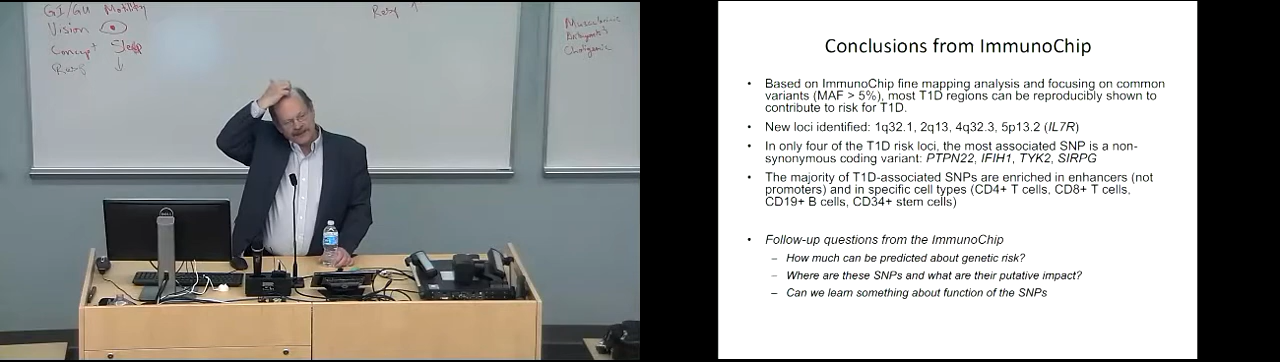 GI/GU Motility
Vision
Sleep
Resp ↑
Muscarinic
Conclusions from ImmunoChip
• Based on ImmunoChip fine mapping analysis and focusing on common
variants (MAF > 5%), most T1D regions can be reproducibly shown to
contribute to risk for T1D.
• New loci identified: 1q32.1, 2q13, 4q32.3, 5p13.2 (IL7R)
• In only four of the T1D risk loci, the most associated SNP is a non-
synonymous coding variant: PTPN22, IFIH1, TYK2, SIRPG
• The majority of T1D-associated SNPs are enriched in enhancers (not
promoters) and in specific cell types (CD4+ T cells, CD8+ T cells,
CD19+ B cells, CD34+ stem cells)
• Follow-up questions from the ImmunoChip
– How much can be predicted about genetic risk?
– Where are these SNPs and what are their putative impact?
– Can we learn something about function of the SNPs